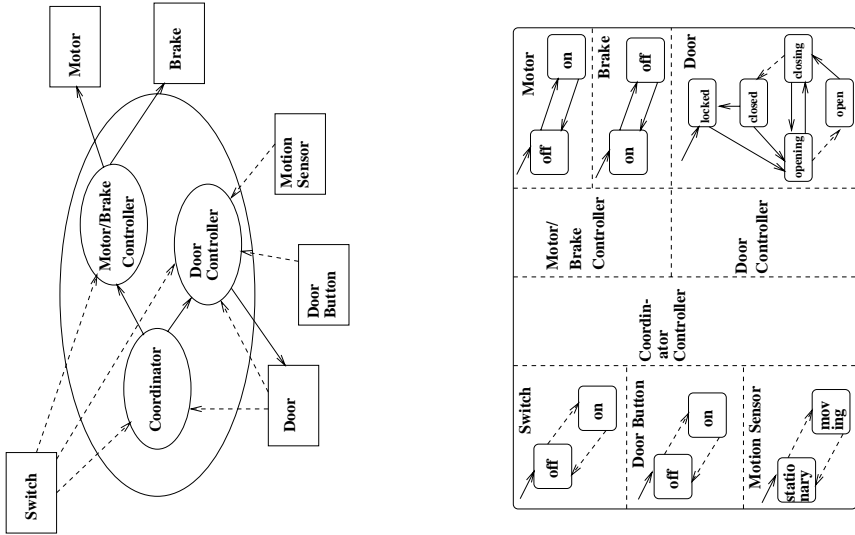 Switch
Motor
Brake
Motor/Brake
Controller
Coordinator
Door
Controller
Motion
Sensor
Door
Button
Door
Switch
off
on
Door Button
off
on
Motion Sensor
statio
nary
mov
ing
Coordin-
ator
Controller
Motor/
Brake
Controller
Door
Controller
Motor
off
on
Brake
on
off
Door
locked
closed
opening
closing
open